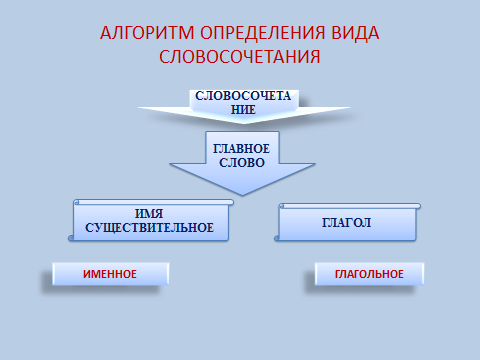 АЛГОРИТМ ОПРЕДЕЛЕНИЯ ВИДА
СЛОВОСОЧЕТАНИЯ
СЛОВОСОЧЕТА
НИЕ
ГЛАВНОЕ
СЛОВО
ИМЯ
СУЩЕСТВИТЕЛЬНОЕ
ГЛАГОЛ
ИМЕННОЕ
ГЛАГОЛЬНОЕ